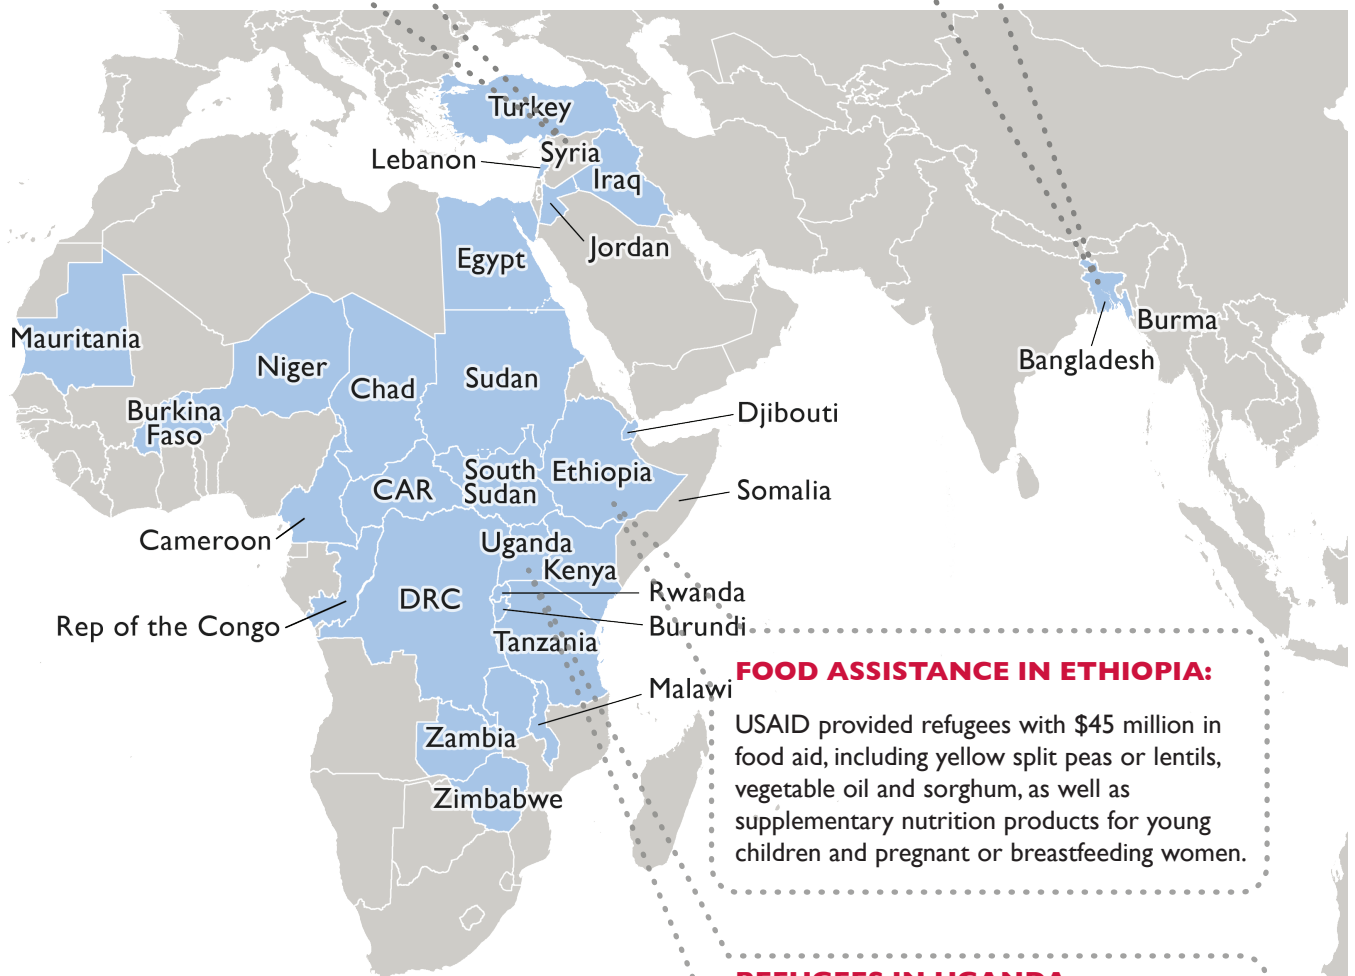 Turkey
Lebanon
Syria
Iraq
Jordan
Egypt
Mauritania
Niger
Chad
Sudan
Burkina
Faso
Burma
Bangladesh
Djibouti
CAR
South
Sudan
Ethiopia
Somalia
Cameroon
Uganda
Kenya
DRC
Rwanda
Rep of the Congo
Burundi
Tanzania
Malawi
Zambia
Zimbabwe
FOOD ASSISTANCE IN ETHIOPIA:
USAID provided refugees with $45 million in
food aid, including yellow split peas or lentils,
vegetable oil and sorghum, as well as
supplementary nutrition products for young
children and pregnant or breastfeeding women.
REFUGEES IN UGANDA